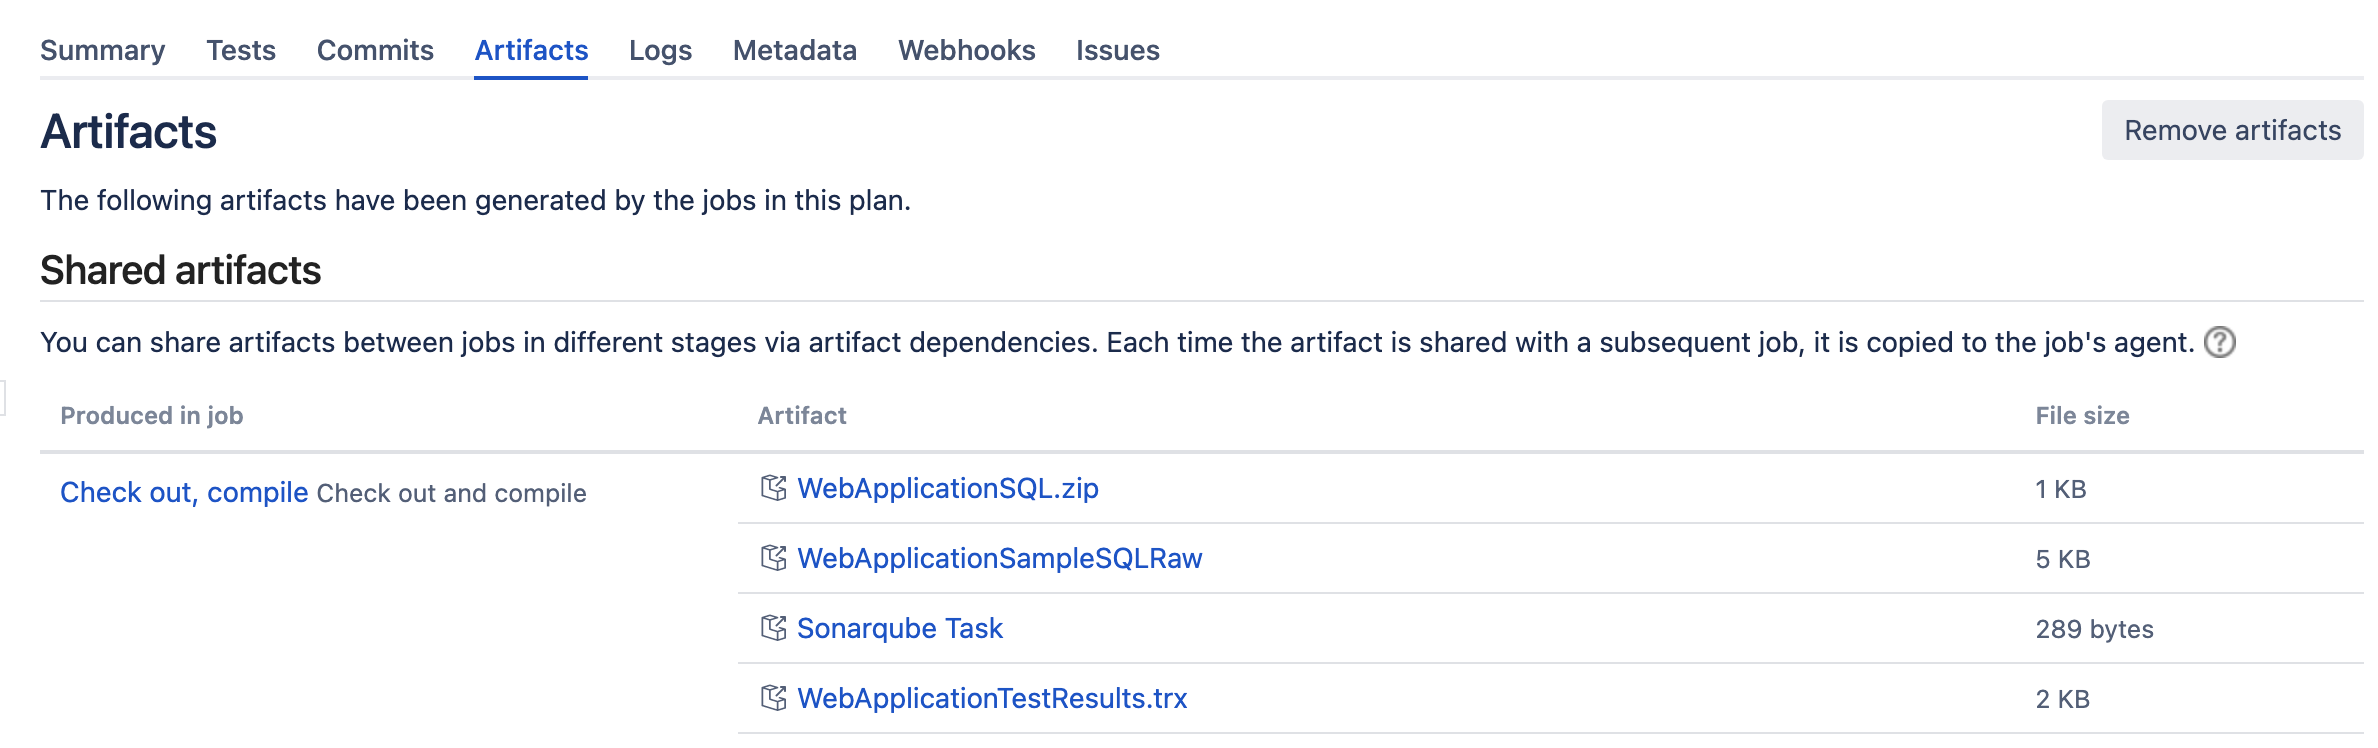 Summary Tests Commits Artifacts Logs Metadata Webhooks Issues
Artifacts
Remove artifacts
The following artifacts have been generated by the jobs in this plan.
Shared artifacts
You can share artifacts between jobs in different stages via artifact dependencies. Each time the artifact is shared with a subsequent job, it is copied to the job's agent. ?
Produced in job Artifact File size
Check out, compile Check out and compile WebApplicationSQL.zip 1 KB
WebApplicationSampleSQLRaw 5 KB
Sonarqube Task 289 bytes
WebApplicationTestResults.trx 2 KB